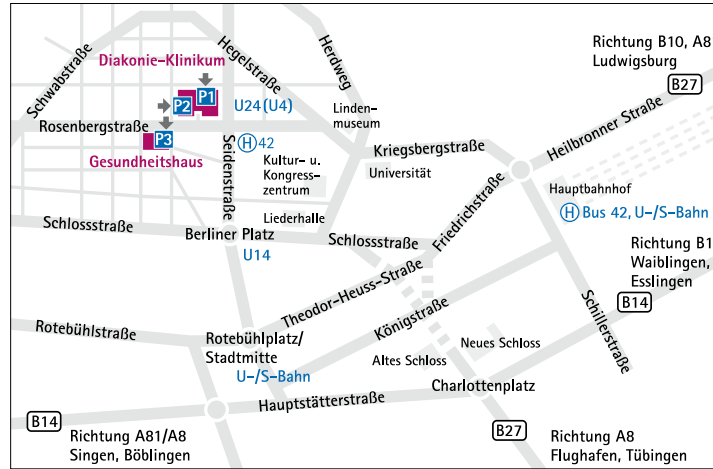 Schwabstraße
Hegelstraße
Herdweg
Diakonie-Klinikum
P1
P2
U24(U4)
Rosenbergstraße
P3
Gesundheitshaus
Seidenstraße
H 42
Linden-
museum
Kultur- u.
Kongress-
zentrum
Kriegsbergstraße
Universität
Liederhalle
Richtung B10, A8
Ludwigsburg
B27
Heilbronner Straße
Hauptbahnhof
H Bus 42, U-/S-Bahn
Schlossstraße
Berliner Platz
U14
Schlossstraße
Friedrichstraße
Richtung B1
Waiblingen,
Esslingen
B14
Schillerstraße
Theodor-Heuss-Straße
Königstraße
Rotebühlstraße
Rotebühlplatz/
Stadtmitte
U-/S-Bahn
Altes Schloss
Neues Schloss
Charlottenplatz
Hauptstätterstraße
B14
Richtung A81/A8
Singen, Böblingen
B27
Richtung A8
Flughafen, Tübingen